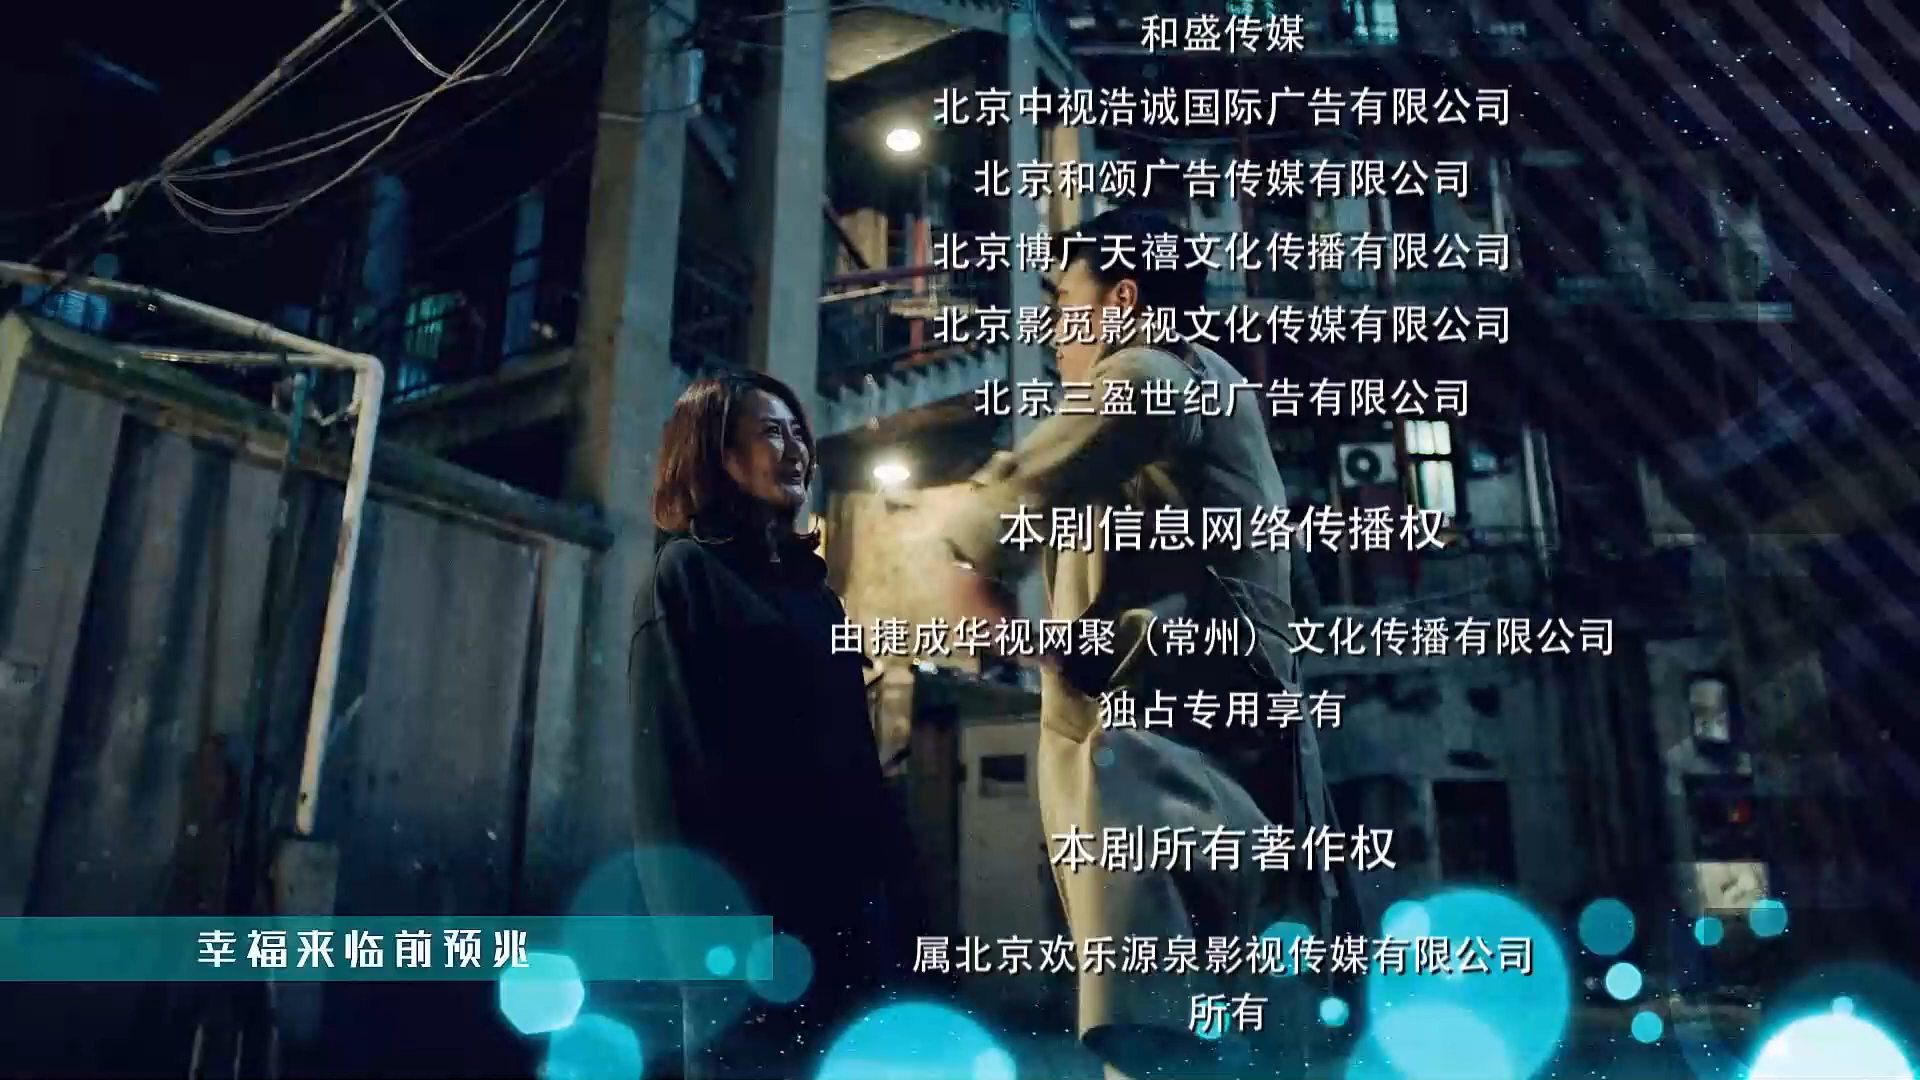 和盛传媒
北京中视浩诚国际广告有限公司
北京和颂广告传媒有限公司
北京博广天禧文化传播有限公司
北京影觅影视文化传媒有限公司
北京三盈世纪广告有限公司
本剧信息网络传播权
由捷成华视网聚（常州）文化传播有限公司
独占专用享有
本剧所有著作权
属北京欢乐源泉影视传媒有限公司
所有
幸福来临前预兆